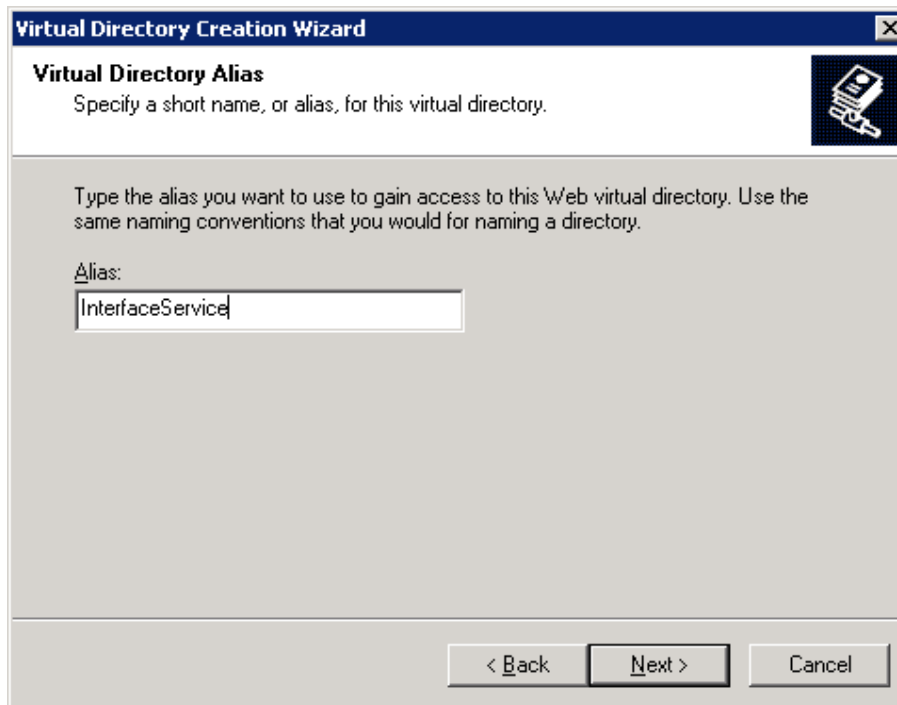 Virtual Directory Creation Wizard
Virtual Directory Alias
Specify a short name, or alias, for this virtual directory.
Type the alias you want to use to gain access to this Web virtual directory. Use the
same naming conventions that you would for naming a directory.
Alias:
InterfaceService
< Back Next > Cancel